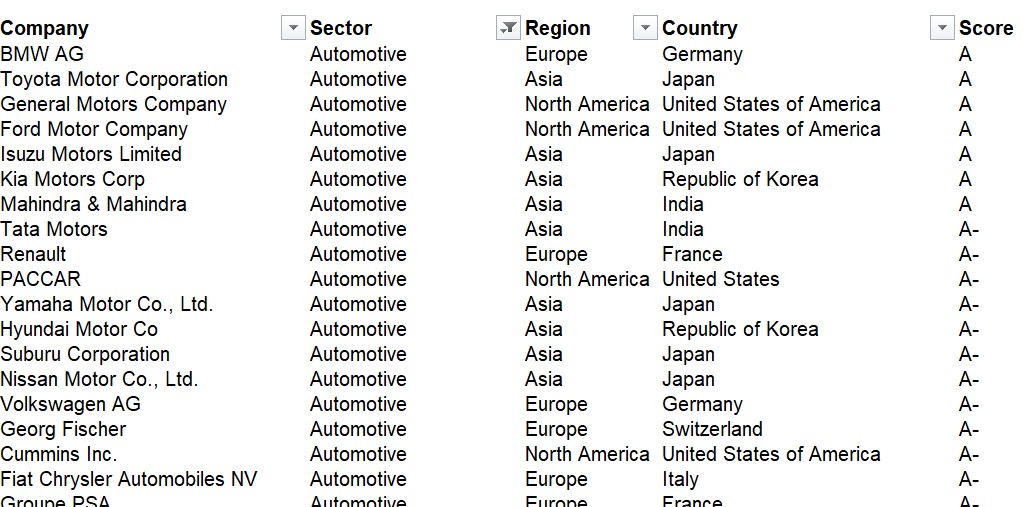 Company Sector Region Country Score
BMW AG Automotive Europe Germany A
Toyota Motor Corporation Automotive Asia Japan A
General Motors Company Automotive North America United States of America A
Ford Motor Company Automotive North America United States of America A
Isuzu Motors Limited Automotive Asia Japan A
Kia Motors Corp Automotive Asia Republic of Korea A
Mahindra & Mahindra Automotive Asia India A
Tata Motors Automotive Asia India A-
Renault Automotive Europe France A-
PACCAR Automotive North America United States A-
Yamaha Motor Co., Ltd. Automotive Asia Japan A-
Hyundai Motor Co Automotive Asia Republic of Korea A-
Suburu Corporation Automotive Asia Japan A-
Nissan Motor Co., Ltd. Automotive Asia Japan A-
Volkswagen AG Automotive Europe Germany A-
Georg Fischer Automotive Europe Switzerland A-
Cummins Inc. Automotive North America United States of America A-
Fiat Chrysler Automobiles NV Automotive Europe Italy A-
Groupe PSA Automotive Europe France A-